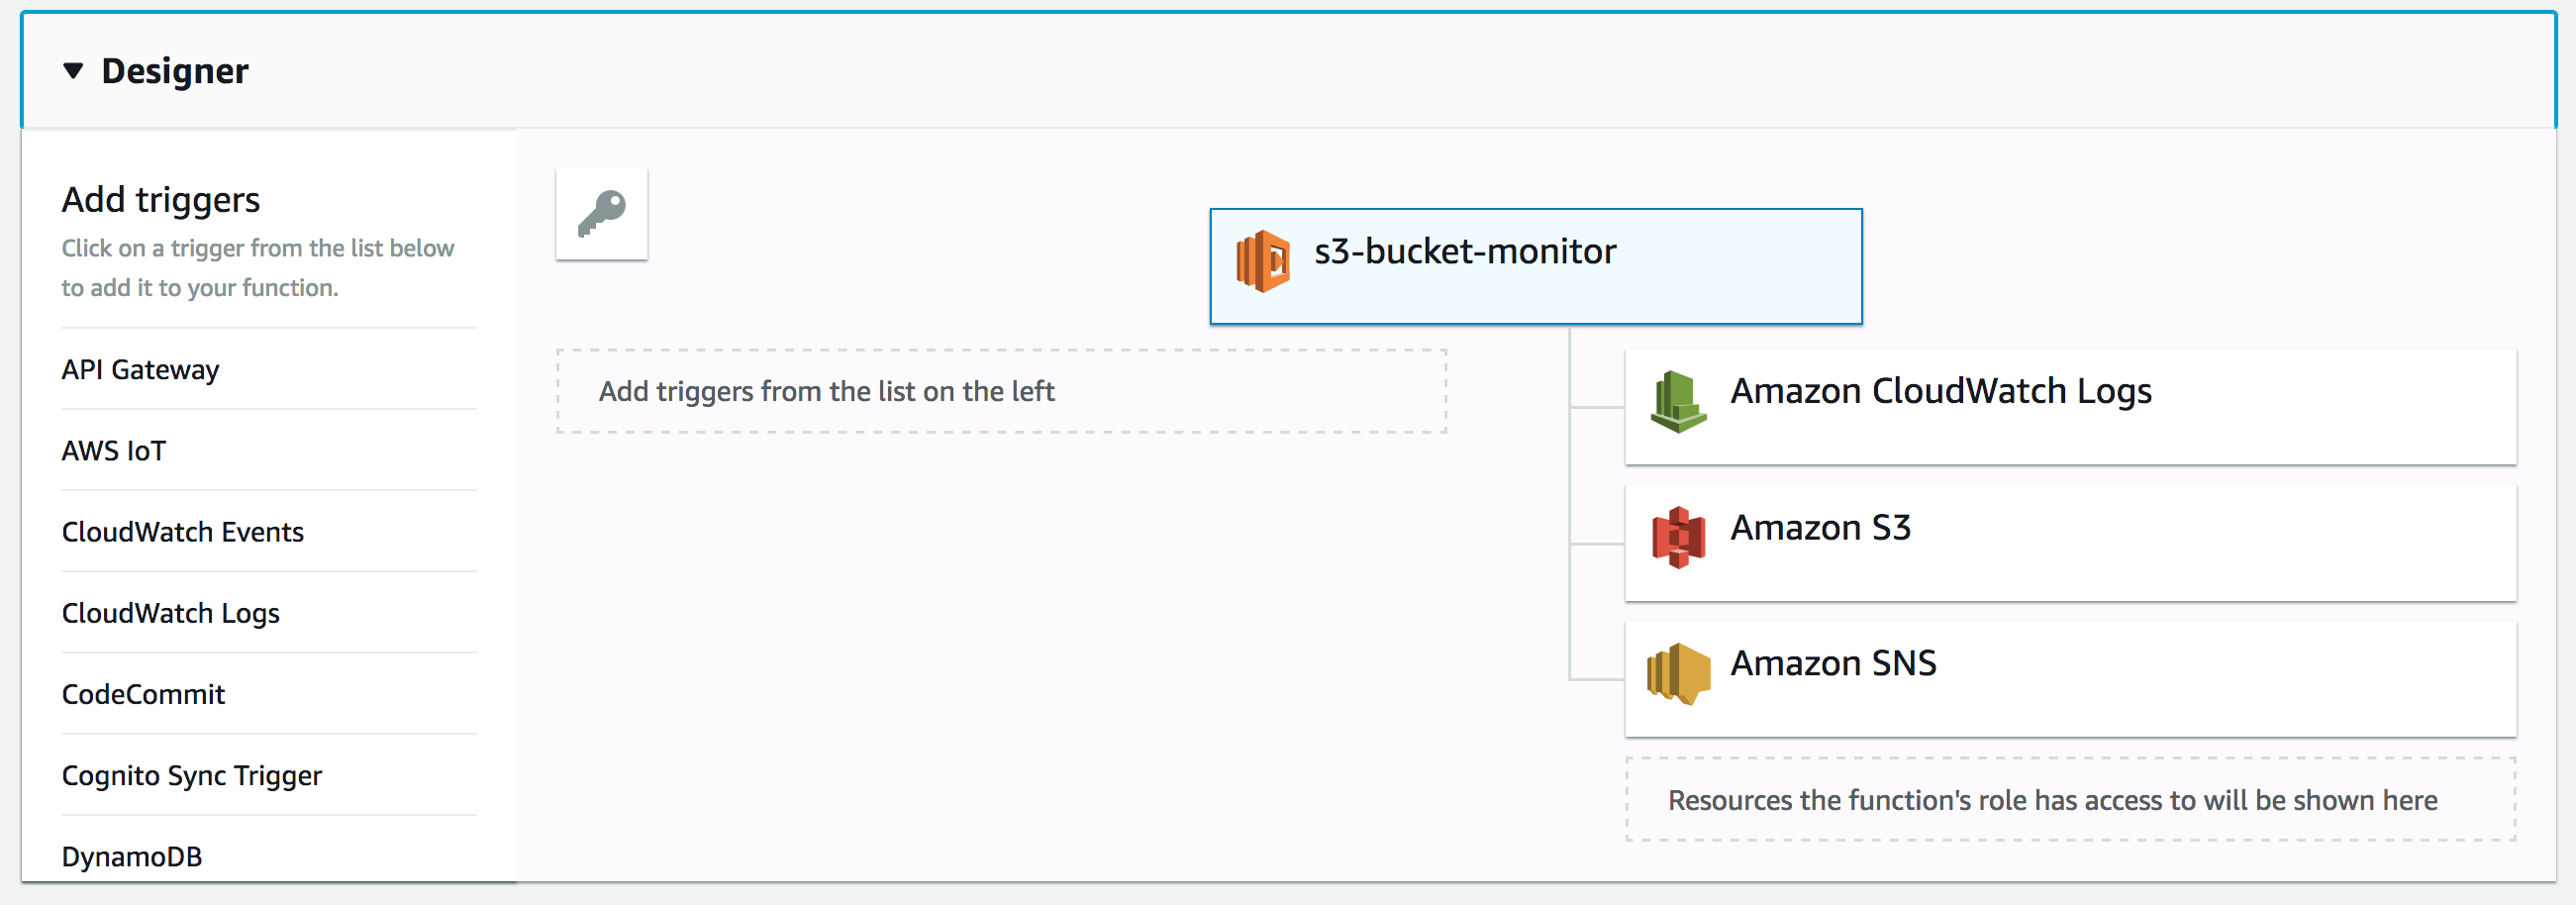 Designer
Add triggers
Click on a trigger from the list below
to add it to your function.
API Gateway
AWS IoT
CloudWatch Events
CloudWatch Logs
CodeCommit
Cognito Sync Trigger
DynamoDB
s3-bucket-monitor
Add triggers from the list on the left
Amazon CloudWatch Logs
Amazon S3
Amazon SNS
Resources the function's role has access to will be shown here